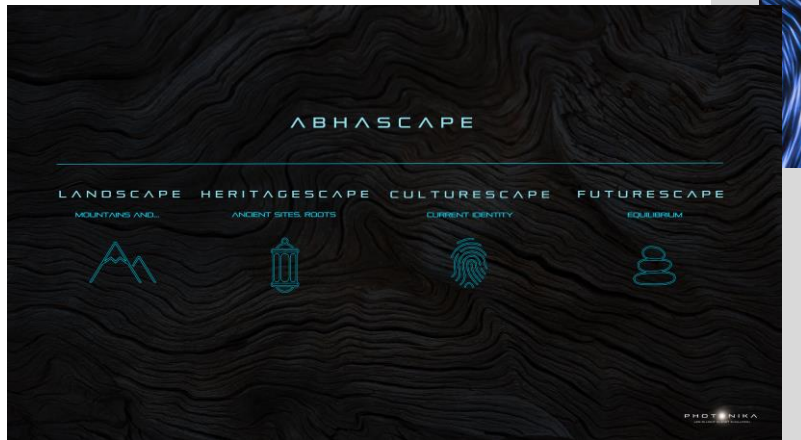 ABHASCAPE
LANDSCAPE HERITAGESCAPE CULTURESCAPE FUTURESCAPE
MOUNTAINS AND... ANCIENT SITES, ROOTS CURRENT IDENTITY EQUILIBRIUM
PHOTONIKA